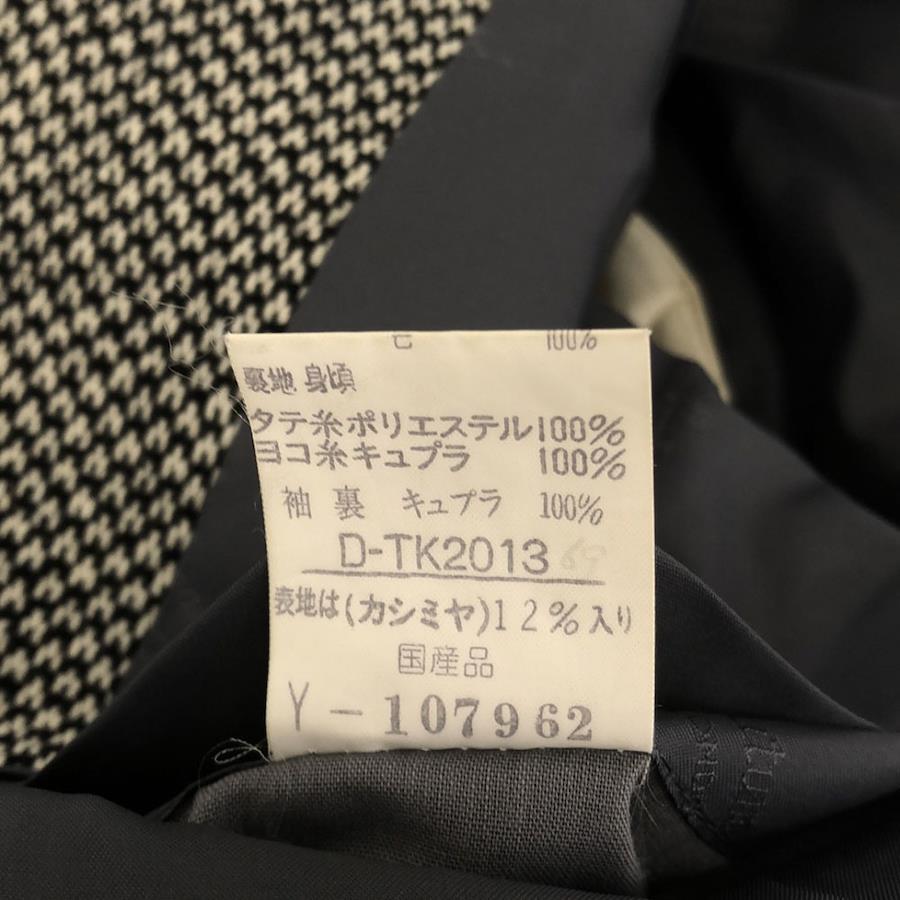 100%
裏地 身頃
タテ糸ポリエステル100%
ヨコ糸キュプラ 100%
袖裏 キュプラ 100%
D-TK2013
表地は(カシミヤ)12%入り
国産品
Y-107962